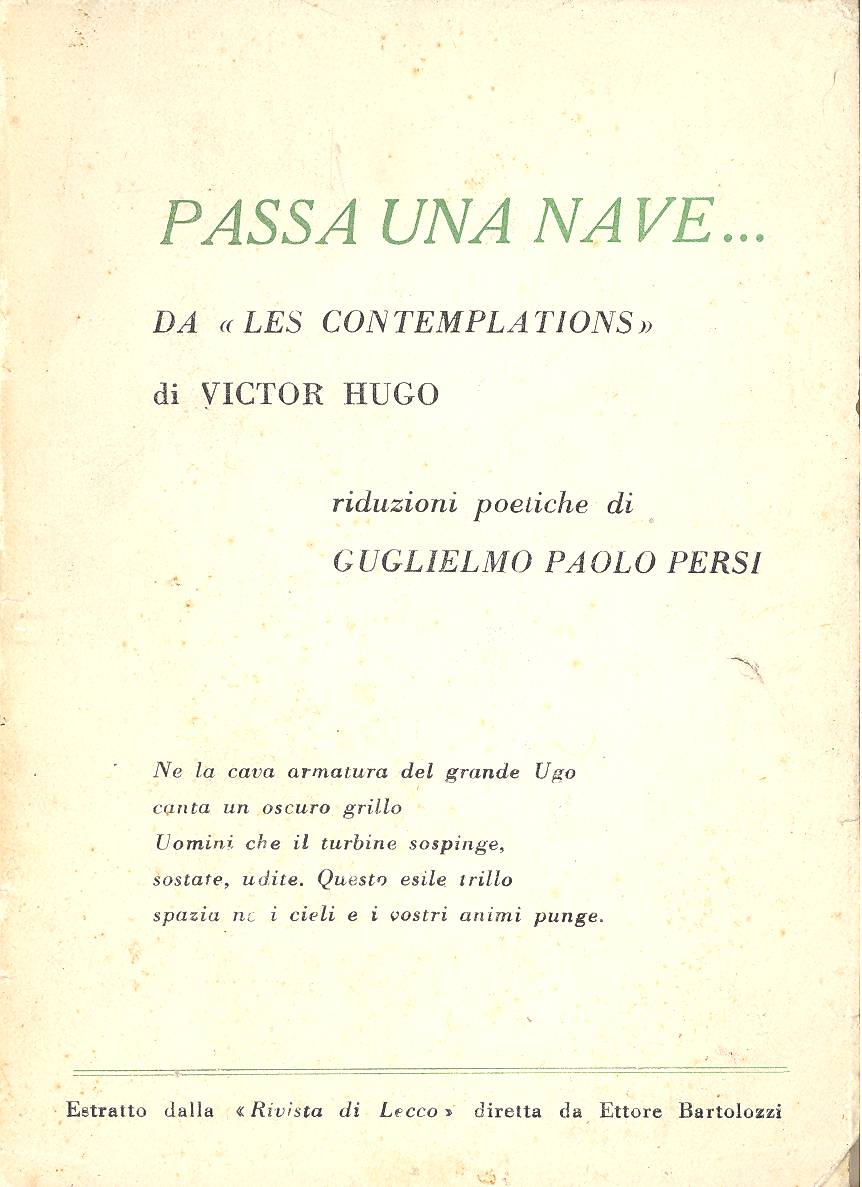 PASSA UNA NAVE...
DA « LES CONTEMPLATIONS »
di VICTOR HUGO
riduzioni poetiche di
GUGLIELMO PAOLO PERSI
Ne la cava armatura del grande Ugo
canta un oscuro grillo
Uomini che il turbine sospinge,
sostate, udite. Questo esile trillo
spazia ne i cieli e i vostri animi punge.
Estratto dalla « Rivista di Lecco » diretta da Ettore Bartolozzi